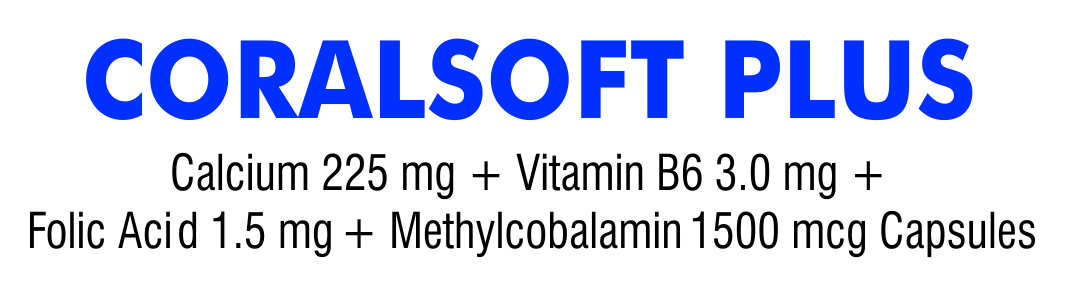 CORALSOFT PLUS
Calcium 225 mg + Vitamin B6 3.0 mg +
Folic Acid 1.5 mg + Methylcobalamin 1500 mcg Capsules